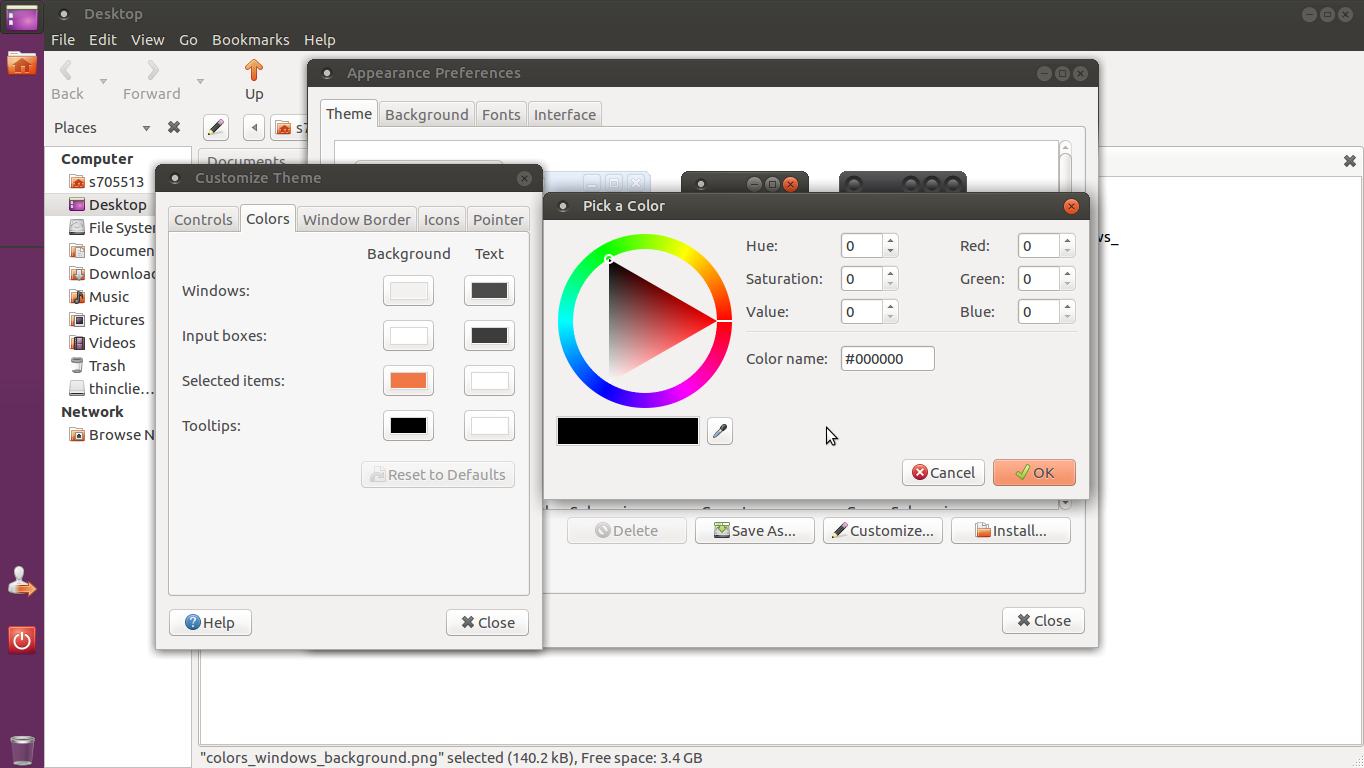 Desktop
File Edit View Go Bookmarks Help
Back Forward Up
Places
Computer
s705513
Desktop
File System
Documen
Downloac
Music
Pictures
Videos
Trash
thinclie...
Network
Browse N
Documents
"colors_windows_background.png" selected (140.2 kB), Free space: 3.4 GB
Appearance Preferences
Theme Background Fonts Interface
Delete Save As... Customize... Install...
Close
Customize Theme
Controls Colors Window Border Icons Pointer
Background Text
Windows:
Input boxes:
Selected items:
Tooltips:
Reset to Defaults
Help Close
Pick a Color
Hue: 0 Red: 0
Saturation: 0 Green: 0
Value: 0 Blue: 0
Color name: #000000
Cancel OK